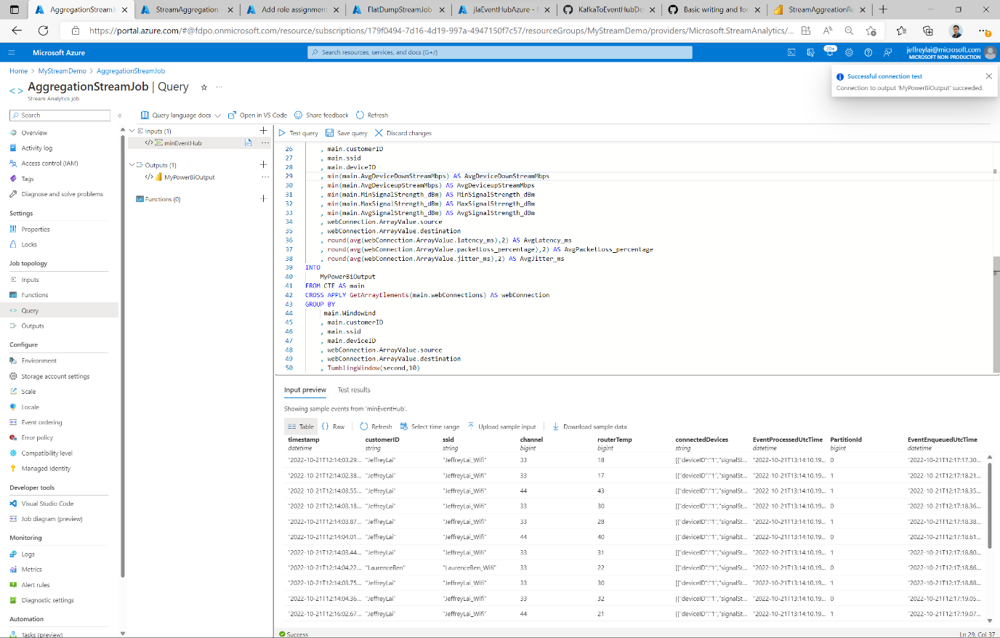 AggregationStreamJ
StreamAggregation -
Add role assignment
FlatDumpStreamJob
jlaEventHubAzure -
KafkaToEventHubDe
Basic writing and for
StreamAggreationRe
https://portal.azure.com/#@fdpo.onmicrosoft.com/resource/subscriptions/179f0494-7d16-4d19-997a-4947150f7c57/resourceGroups/MyStreamDemo/providers/Microsoft.StreamAnalytics/...
Microsoft Azure
Search resources, services, and docs (G+/)
20+
jeffreylai@microsoft.com
MICROSOFT NON-PRODUCTION
Home > MyStreamDemo > AggregationStreamJob
AggregationStreamJob | Query
Stream Analytics job
Successful connection test
Connection to output 'MyPowerBiOutput' succeeded.
Search
Query language docs
Open in VS Code
Share feedback
Refresh
Overview
Activity log
Access control (IAM)
Tags
Diagnose and solve problems
Settings
Properties
Locks
Job topology
Inputs
Functions
Query
Outputs
Configure
Environment
Storage account settings
Scale
Locale
Event ordering
Error policy
Compatibility level
Managed Identity
Developer tools
Visual Studio Code
Job diagram (preview)
Monitoring
Logs
Metrics
Alert rules
Diagnostic settings
Automation
Tasks (preview)
Inputs (1)
minEventHub
Outputs (1)
MyPowerBiOutput
Functions (0)
Test query
Save query
Discard changes
26 , main.customerID
27 , main.ssid
28 , main.deviceID
29 , min(main.AvgDeviceDownStreamMbps) AS AvgDeviceDownStreamMbps
30 , min(main.AvgDeviceupStreamMbps) AS AvgDeviceupStreamMbps
31 , min(main.MinSignalStrength_dBm) AS MinSignalStrength_dBm
32 , min(main.MaxSignalStrength_dBm) AS MaxSignalStrength_dBm
33 , min(main.AvgSignalStrength_dBm) AS AvgSignalStrength_dBm
34 , webConnection.ArrayValue.source
35 , webConnection.ArrayValue.destination
36 , round(avg(webConnection.ArrayValue.latency_ms),2) AS AvgLatency_ms
37 , round(avg(webConnection.ArrayValue.packetLoss_percentage),2) AS AvgPacketLoss_percentage
38 , round(avg(webConnection.ArrayValue.jitter_ms),2) AS AvgJitter_ms
39 INTO
40 MyPowerBiOutput
41 FROM CTE AS main
42 CROSS APPLY GetArrayElements(main.webConnections) AS webConnection
43 GROUP BY
44 main.WindowEnd
45 , main.customerID
46 , main.ssid
47 , main.deviceID
48 , webConnection.ArrayValue.source
49 , webConnection.ArrayValue.destination
50 , TumblingWindow(second,10)
Input preview
Test results
Showing sample events from 'minEventHub'.
Table
Raw
Refresh
Select time range
Upload sample input
Download sample data
timestamp customerID ssid channel routerTemp connectedDevices EventProcessedUtcTime PartitionId EventEnqueuedUtcTime
datetime string string bigint bigint string datetime bigint datetime
"2022-10-21T12:14:03.29... "JeffreyLai" "JeffreyLai_Wifi" 33 18 [{"deviceID":"1","signalSt... "2022-10-21T13:14:10.19... 0 "2022-10-21T12:17:17.30...
"2022-10-21T12:14:02.38... "JeffreyLai" "JeffreyLai_Wifi" 33 17 [{"deviceID":"1","signalSt... "2022-10-21T13:14:10.19... 1 "2022-10-21T12:17:18.21...
"2022-10-21T12:14:03.55... "JeffreyLai" "JeffreyLai_Wifi" 44 43 [{"deviceID":"1","signalSt... "2022-10-21T13:14:10.19... 1 "2022-10-21T12:17:18.35...
"2022-10-21T12:14:03.18... "JeffreyLai" "JeffreyLai_Wifi" 33 30 [{"deviceID":"1","signalSt... "2022-10-21T13:14:10.19... 0 "2022-10-21T12:17:18.36...
"2022-10-21T12:14:03.87... "JeffreyLai" "JeffreyLai_Wifi" 33 28 [{"deviceID":"1","signalSt... "2022-10-21T13:14:10.19... 1 "2022-10-21T12:17:18.38...
"2022-10-21T12:14:04.01... "JeffreyLai" "JeffreyLai_Wifi" 44 40 [{"deviceID":"1","signalSt... "2022-10-21T13:14:10.19... 0 "2022-10-21T12:17:18.61...
"2022-10-21T12:14:03.44... "JeffreyLai" "JeffreyLai_Wifi" 33 31 [{"deviceID":"1","signalSt... "2022-10-21T13:14:10.19... 1 "2022-10-21T12:17:18.80...
"2022-10-21T12:14:04.22... "LaurenceBen" "LaurenceBen_Wifi" 33 22 [{"deviceID":"1","signalSt... "2022-10-21T13:14:10.19... 0 "2022-10-21T12:17:18.86...
"2022-10-21T12:14:03.75... "JeffreyLai" "JeffreyLai_Wifi" 33 30 [{"deviceID":"1","signalSt... "2022-10-21T13:14:10.19... 1 "2022-10-21T12:17:18.88...
"2022-10-21T12:14:04.36... "JeffreyLai" "JeffreyLai_Wifi" 33 32 [{"deviceID":"1","signalSt... "2022-10-21T13:14:10.19... 0 "2022-10-21T12:17:19.05...
"2022-10-21T12:16:02.67... "JeffreyLai" "JeffreyLai_Wifi" 44 21 [{"deviceID":"1","signalSt... "2022-10-21T13:14:10.19... 1 "2022-10-21T12:17:19.07...
Success
Ln 29, Col 37